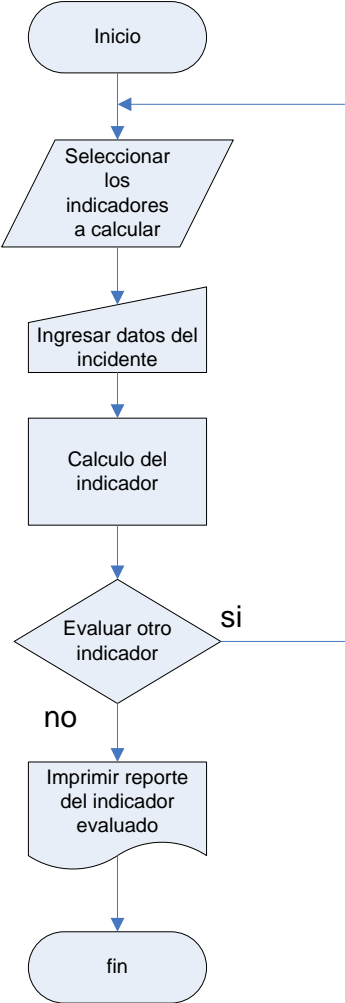 Inicio
Seleccionar
los
indicadores
a calcular
Ingresar datos del
incidente
Calculo del
indicador
Evaluar otro
indicador
si
no
Imprimir reporte
del indicador
evaluado
fin